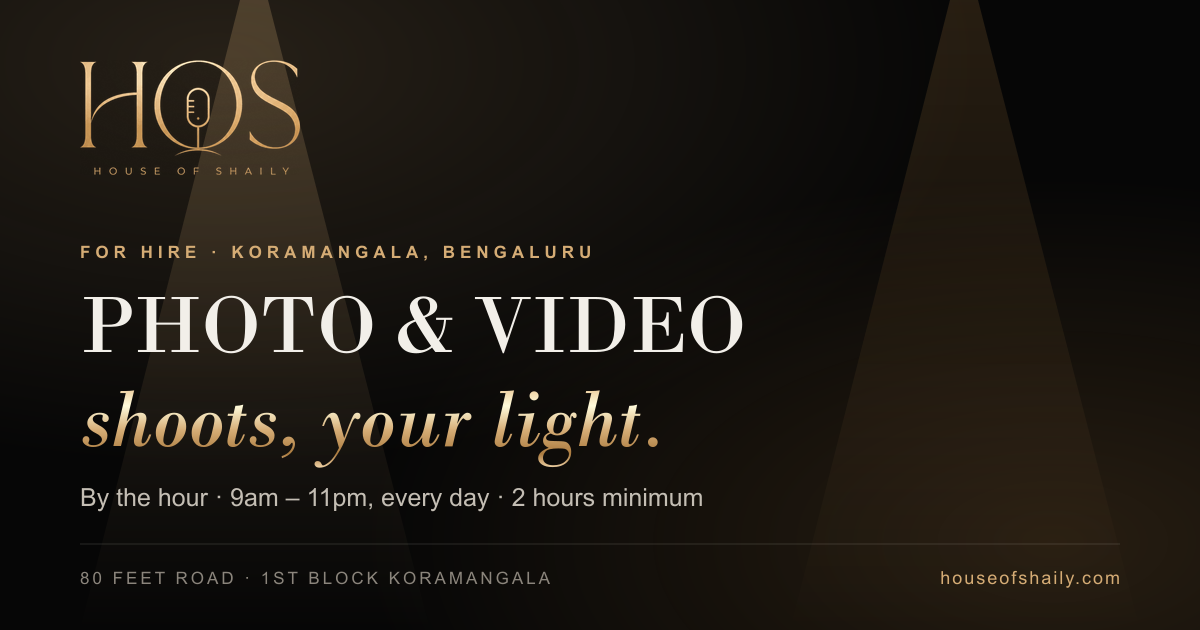 HOS
HOUSE OF SHAILY
FOR HIRE · KORAMANGALA, BENGALURU
PHOTO & VIDEO
shoots, your light.
By the hour · 9am – 11pm, every day · 2 hours minimum
80 FEET ROAD · 1ST BLOCK KORAMANGALA
houseofshaily.com